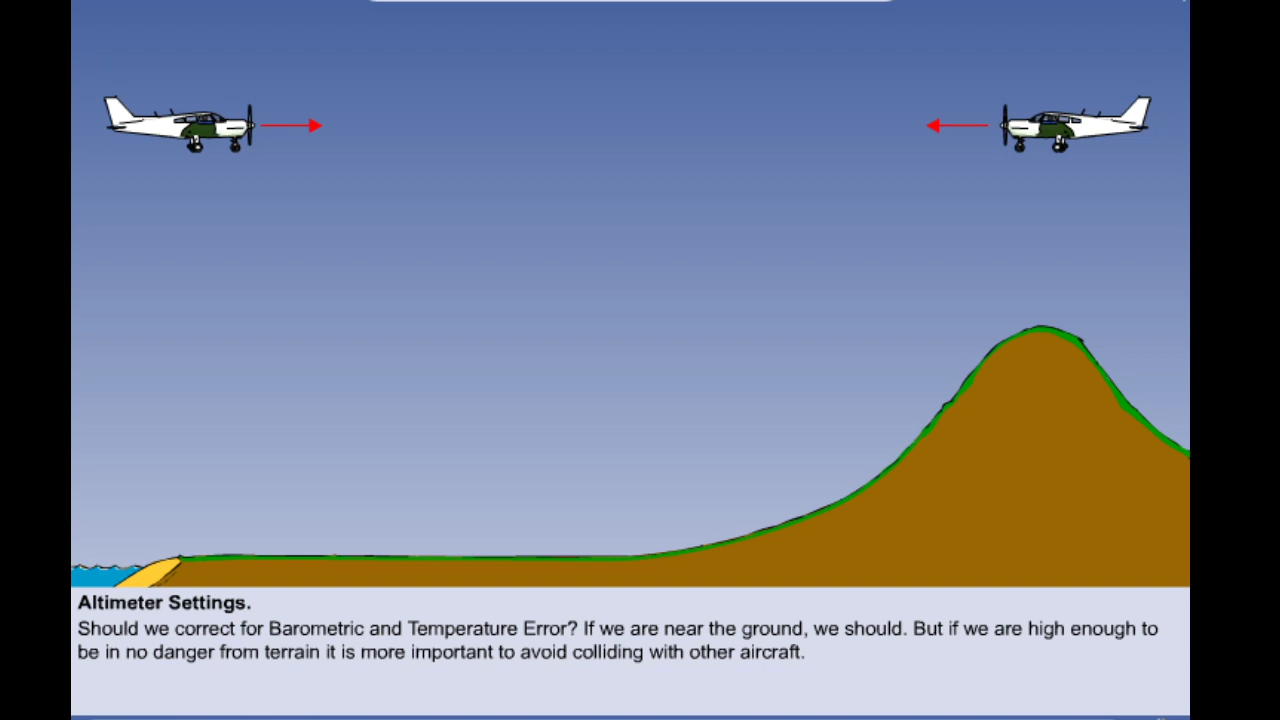 Altimeter Settings.
Should we correct for Barometric and Temperature Error? If we are near the ground, we should. But if we are high enough to
be in no danger from terrain it is more important to avoid colliding with other aircraft.